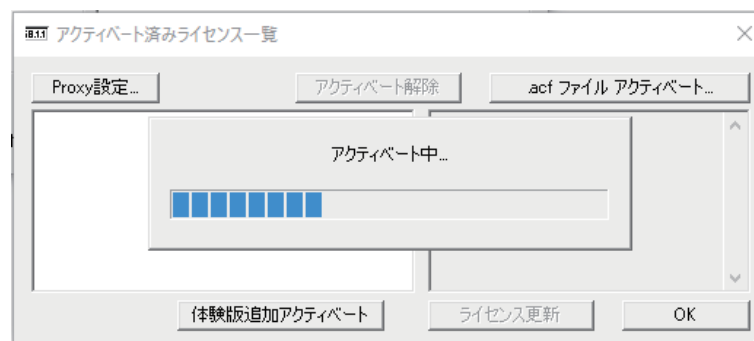 i8.1.1 アクティベート済みライセンス一覧
Proxy設定... アクティベート解除 .acf ファイル アクティベート...
アクティベート中...
体験版追加アクティベート ライセンス更新 OK